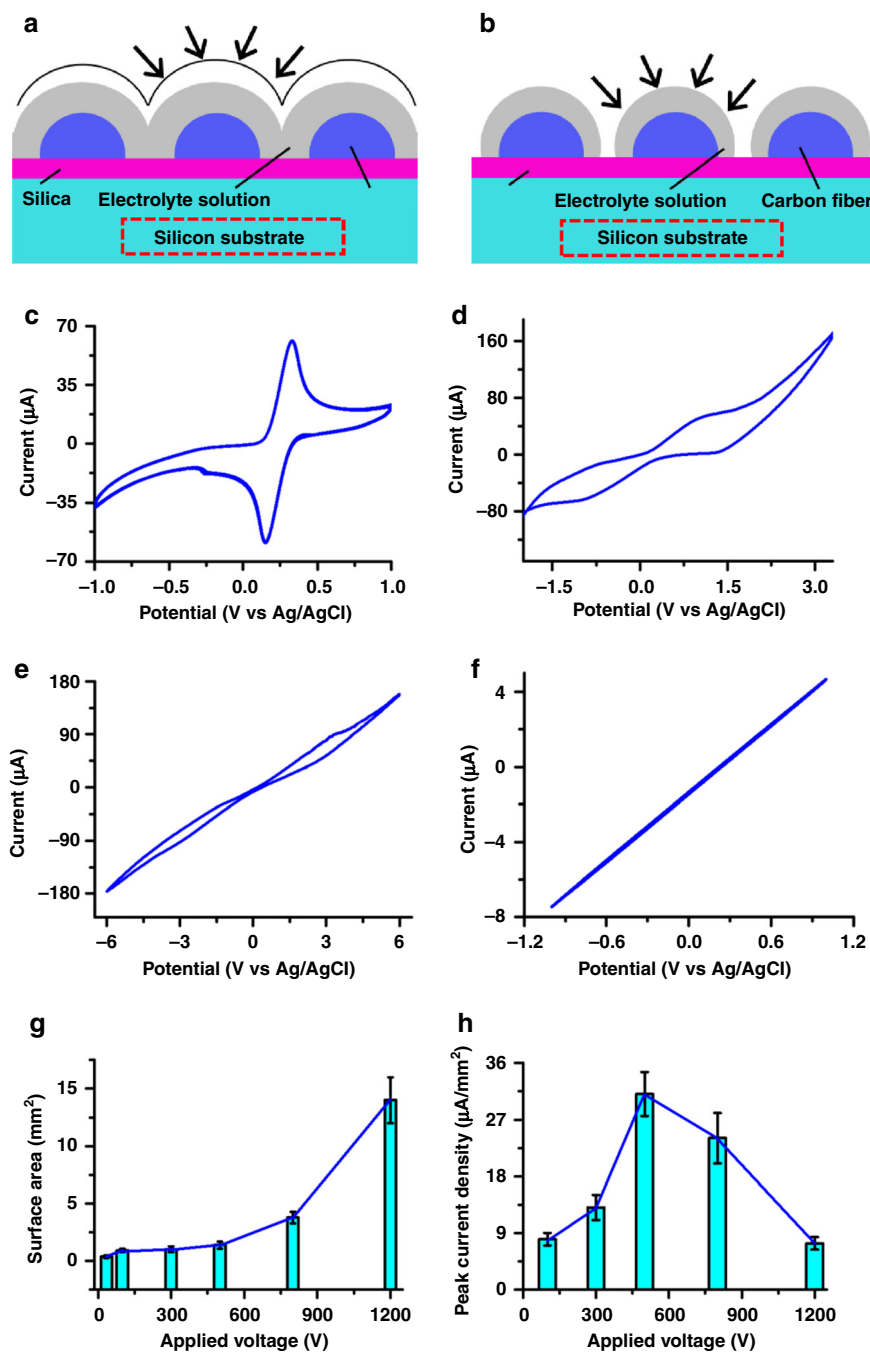 a
Silica
Electrolyte solution
Silicon substrate
b
Electrolyte solution
Carbon fiber
Silicon substrate
c
70
35
0
−35
−70
Current (µA)
−1.0 −0.5 0.0 0.5 1.0
Potential (V vs Ag/AgCl)
d
160
80
0
−80
Current (µA)
−1.5 0.0 1.5 3.0
Potential (V vs Ag/AgCl)
e
180
90
0
−90
−180
Current (µA)
−6 −3 0 3 6
Potential (V vs Ag/AgCl)
f
4
0
−4
−8
Current (µA)
−1.2 −0.6 0.0 0.6 1.2
Potential (V vs Ag/AgCl)
g
15
10
5
0
Surface area (mm²)
0 300 600 900 1200
Applied voltage (V)
h
36
27
18
9
0
Peak current density (µA/mm²)
0 300 600 900 1200
Applied voltage (V)